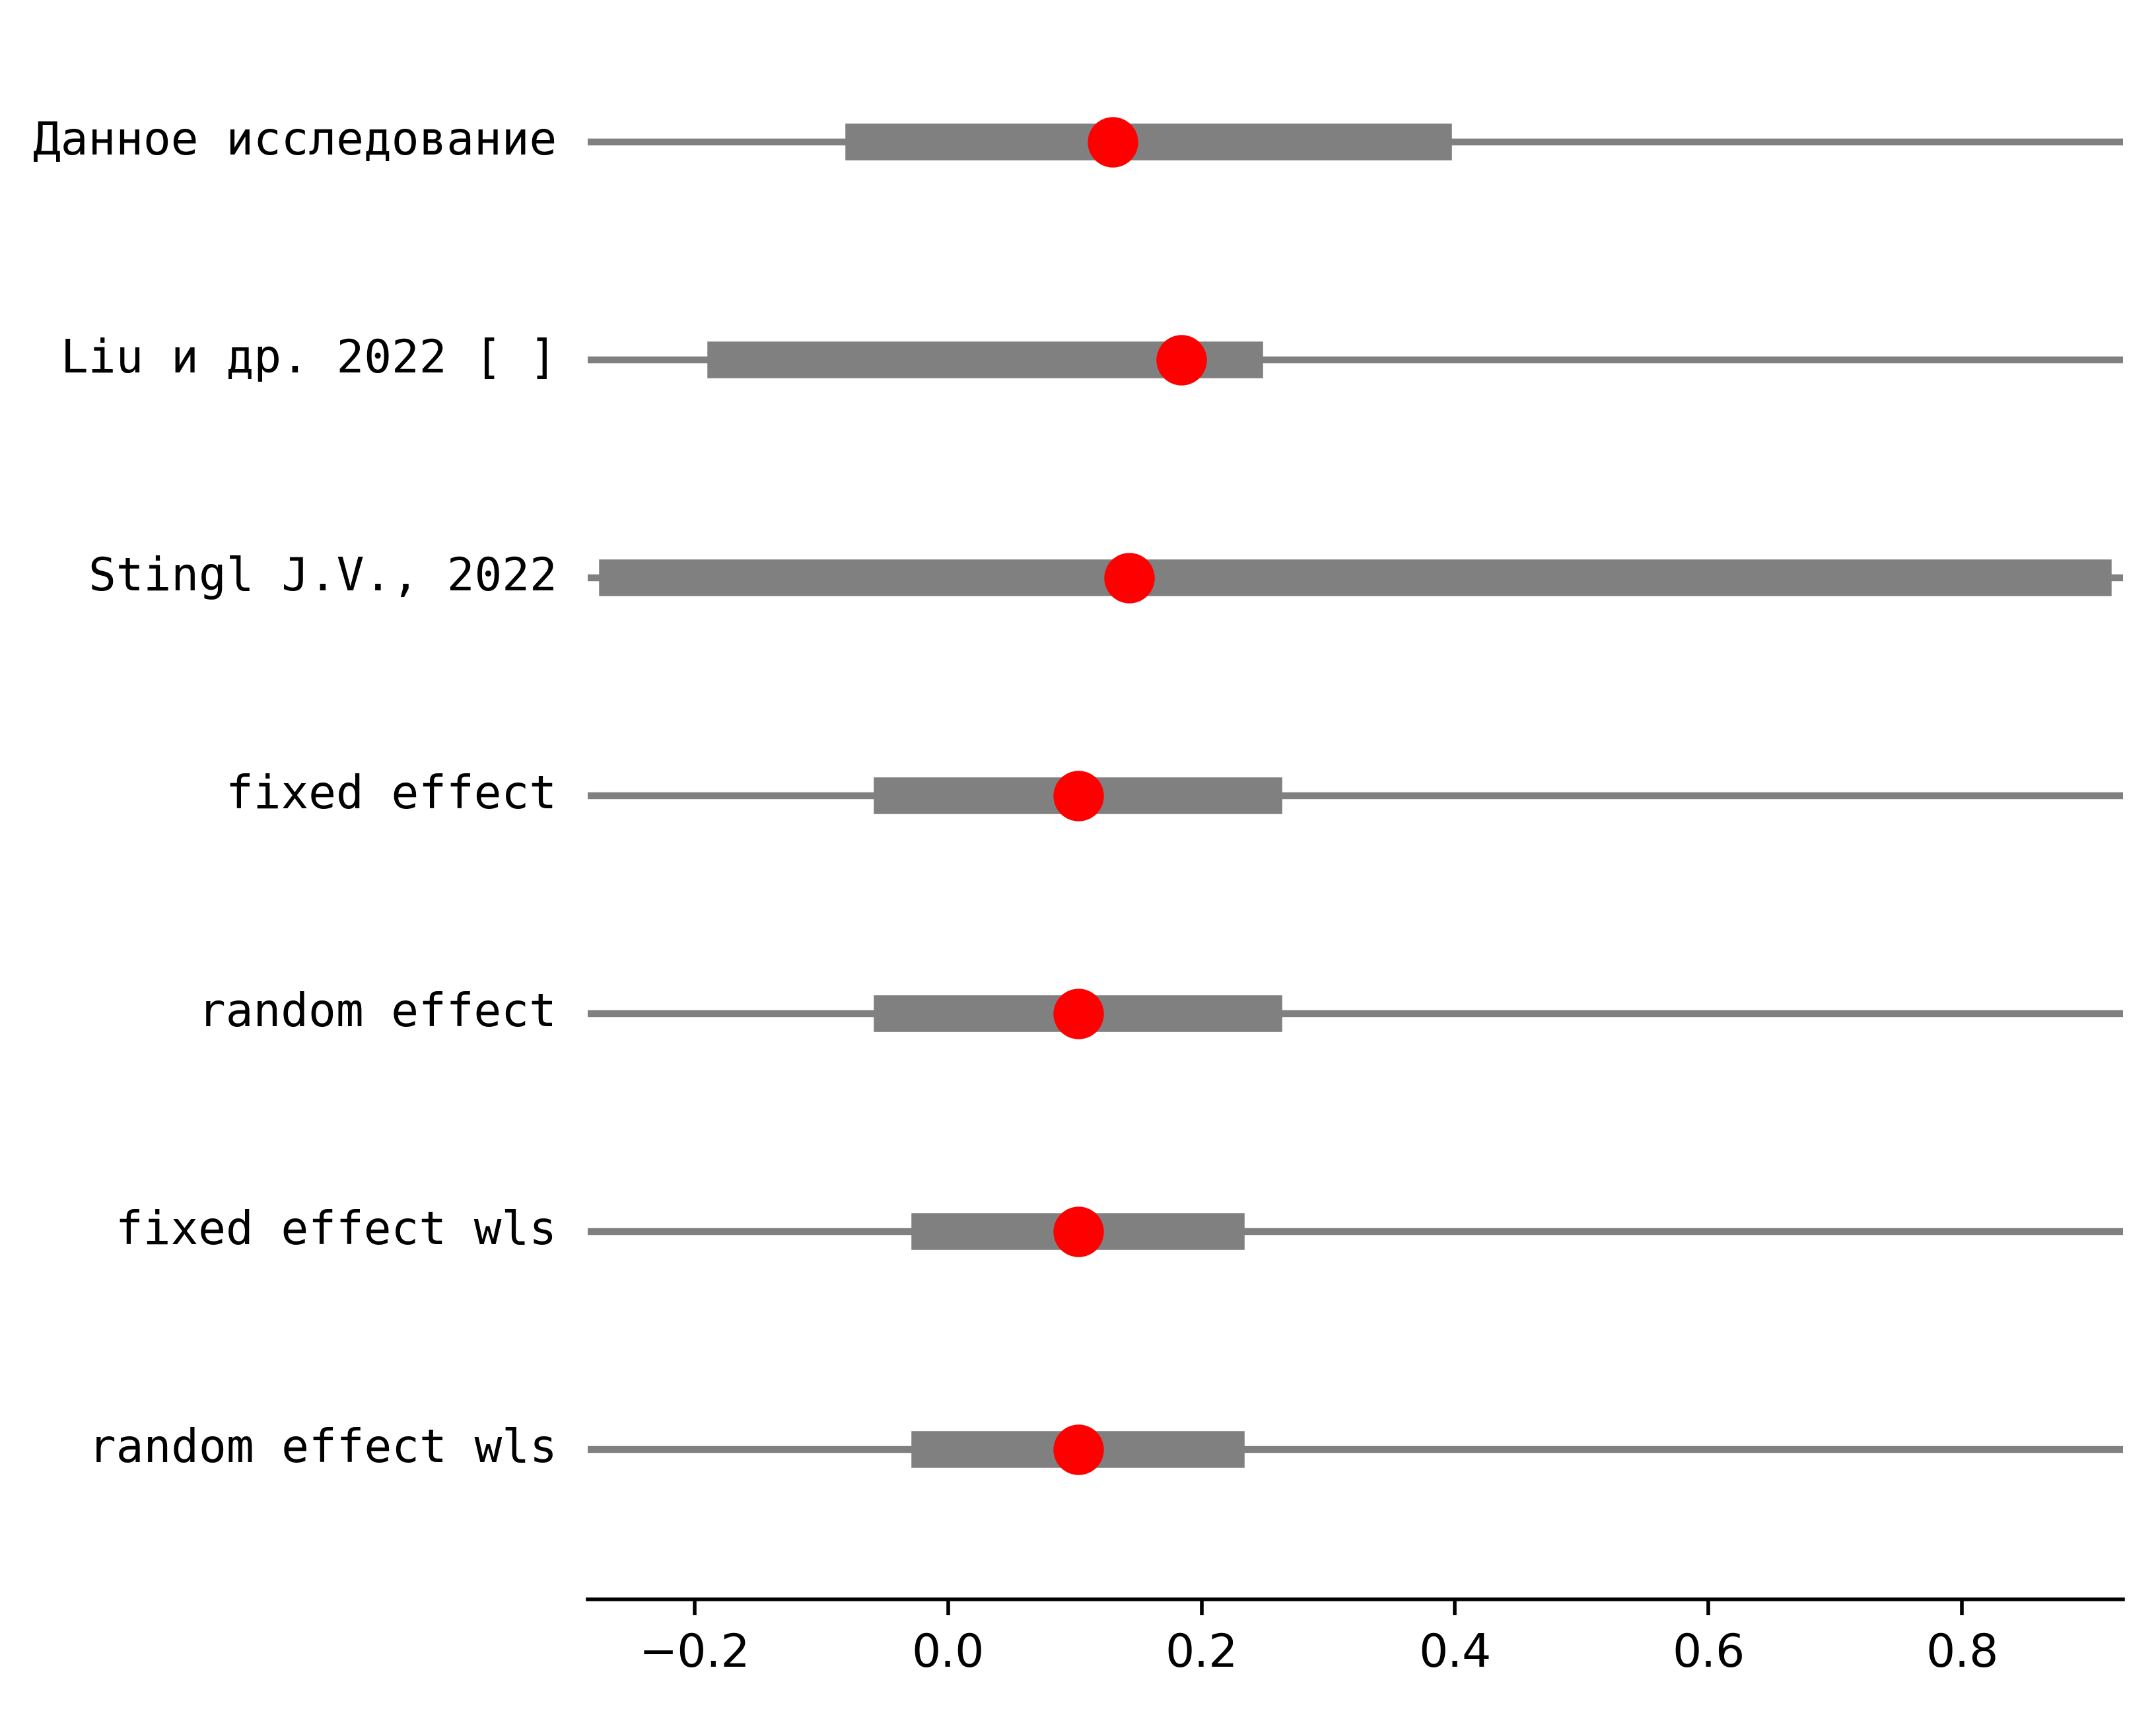 Данное исследование
Liu и др. 2022 [ ]
Stingl J.V., 2022
fixed effect
random effect
fixed effect wls
random effect wls
−0.2 0.0 0.2 0.4 0.6 0.8